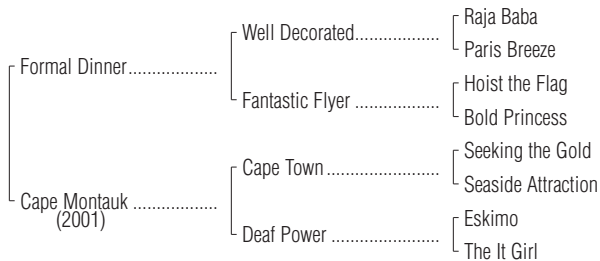 Raja Baba
Well Decorated..................
Paris Breeze
Formal Dinner...................
Hoist the Flag
Fantastic Flyer ..................
Bold Princess
Seeking the Gold
Cape Town ........................
Seaside Attraction
Cape Montauk ..................
(2001)
Eskimo
Deaf Power .......................
The It Girl